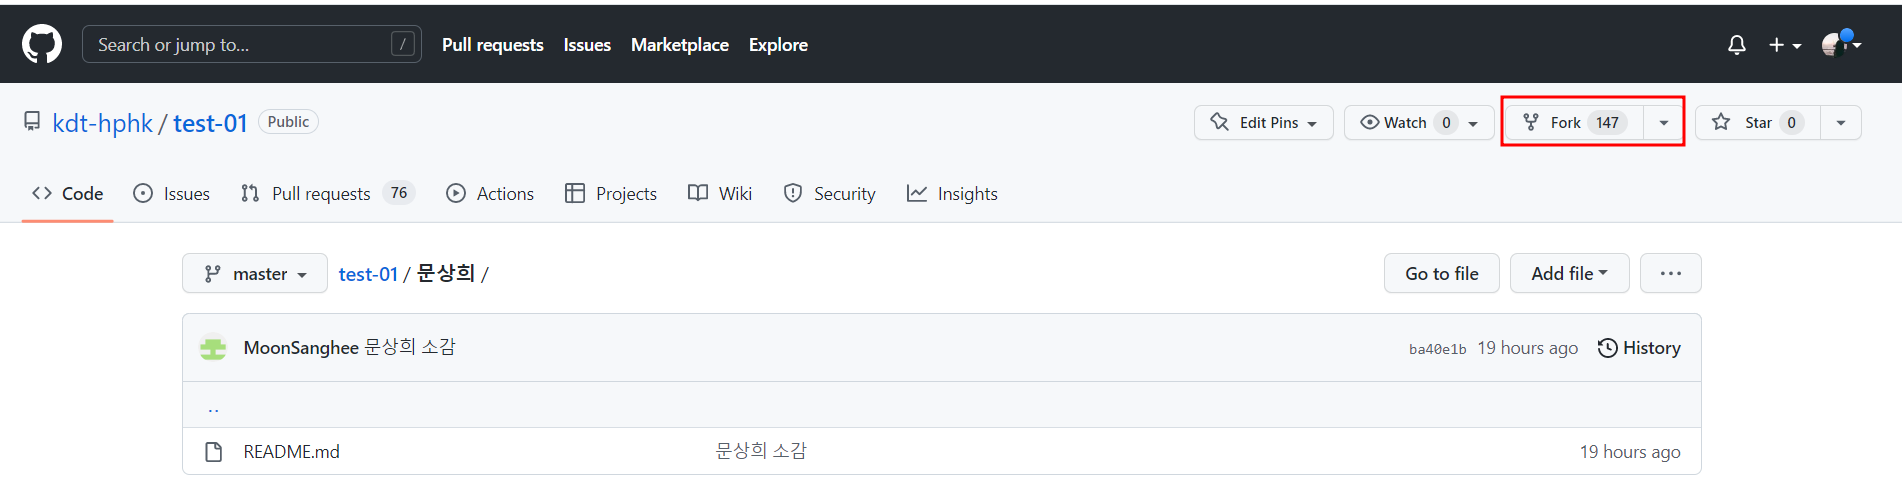 Search or jump to... / Pull requests Issues Marketplace Explore
kdt-hphk / test-01 Public Edit Pins Watch 0 Fork 147 Star 0
Code Issues Pull requests 76 Actions Projects Wiki Security Insights
master test-01 / 문상희 / Go to file Add file ...
MoonSanghee 문상희 소감 ba40e1b 19 hours ago History
..
README.md 문상희 소감 19 hours ago